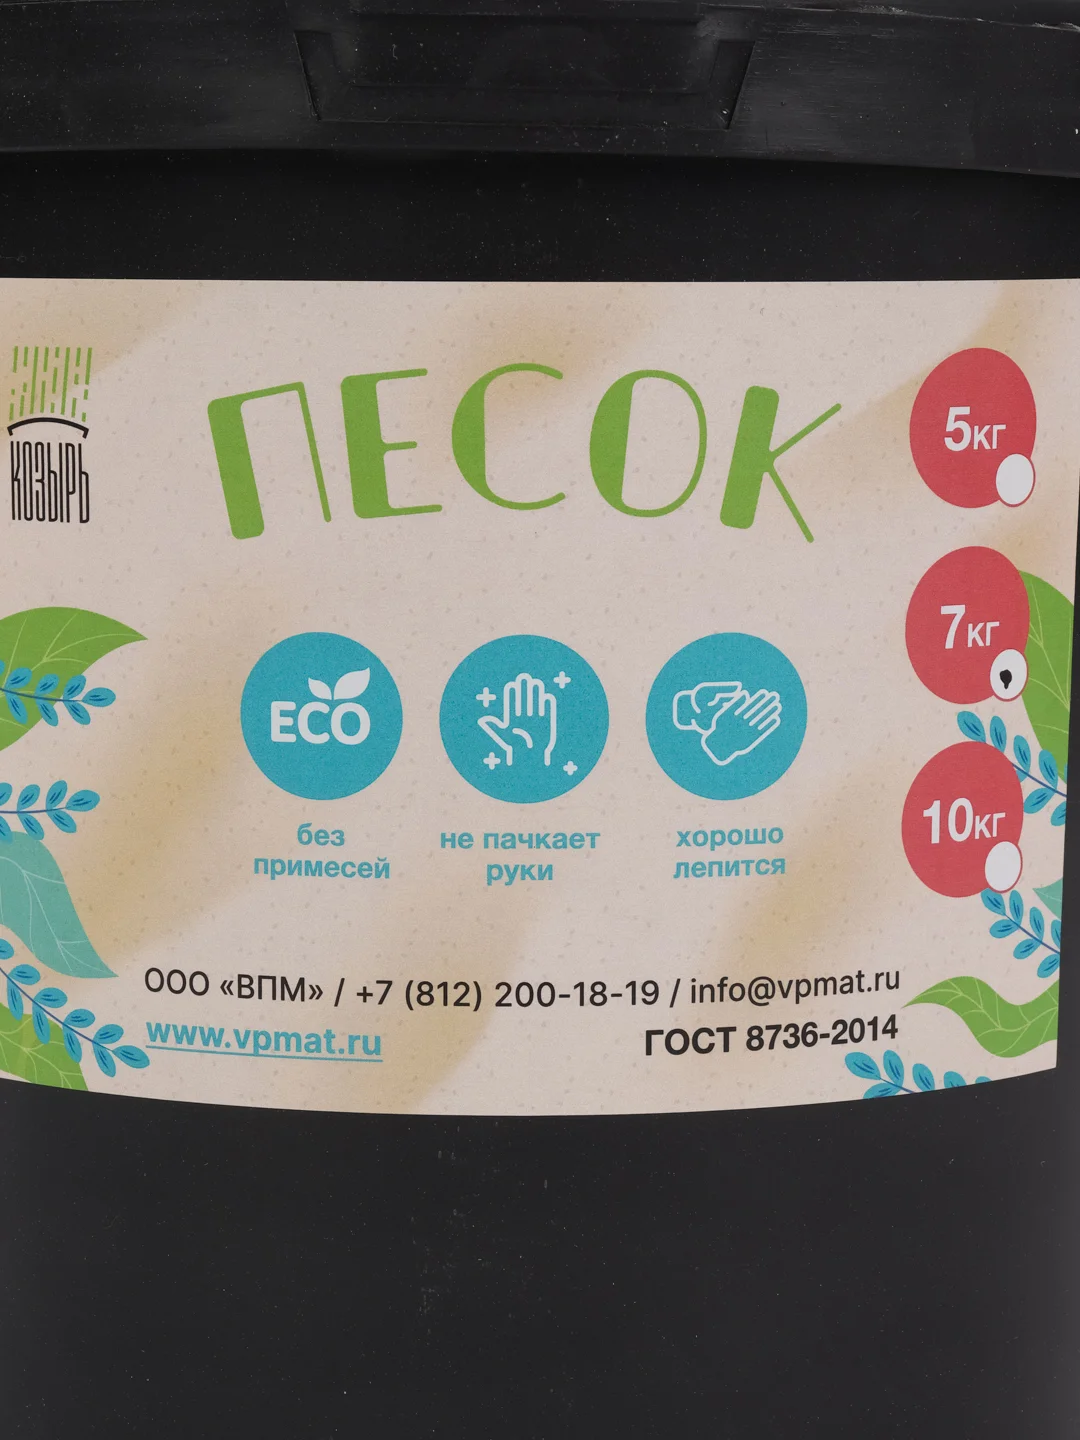 КОЗЫРЬ
ПЕСОК
5кг
7кг
10кг
ECO
без
примесей
не пачкает
руки
хорошо
лепится
ООО «ВПМ» / +7 (812) 200-18-19 / info@vpmat.ru
www.vpmat.ru
ГОСТ 8736-2014